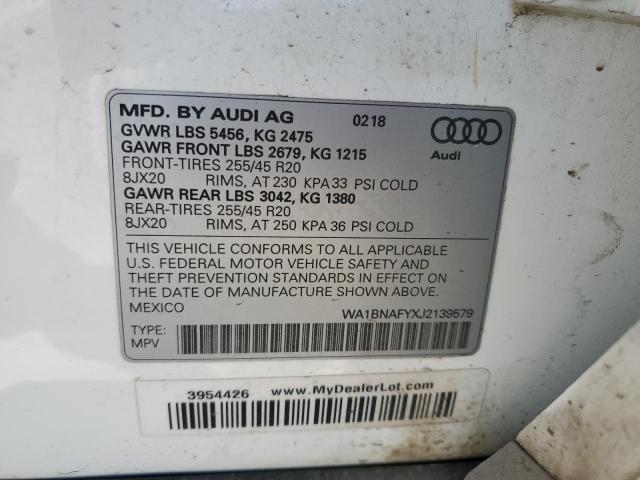 MFD. BY AUDI AG 0218
GVWR LBS 5456, KG 2475
GAWR FRONT LBS 2679, KG 1215
FRONT-TIRES 255/45 R20
8JX20 RIMS, AT 230 KPA 33 PSI COLD
GAWR REAR LBS 3042, KG 1380
REAR-TIRES 255/45 R20
8JX20 RIMS, AT 250 KPA 36 PSI COLD
Audi
THIS VEHICLE CONFORMS TO ALL APPLICABLE
U.S. FEDERAL MOTOR VEHICLE SAFETY AND
THEFT PREVENTION STANDARDS IN EFFECT ON
THE DATE OF MANUFACTURE SHOWN ABOVE.
MEXICO WA1BNAFYXJ2139579
TYPE:
MPV
3954426 www.MyDealerLot.com